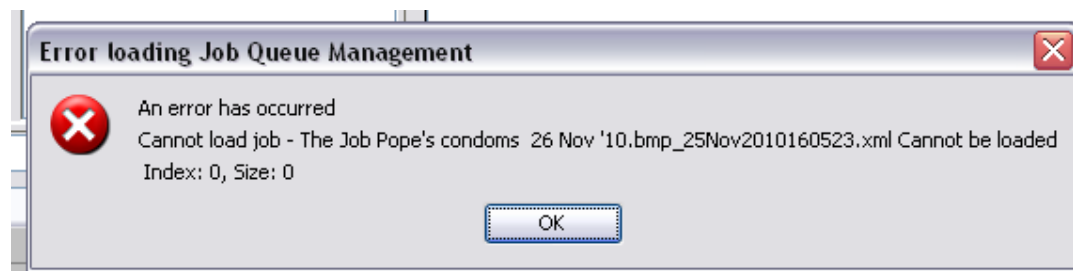 Error loading Job Queue Management
An error has occurred
Cannot load job - The Job Pope's condoms  26 Nov '10.bmp_25Nov2010160523.xml Cannot be loaded
Index: 0, Size: 0
OK